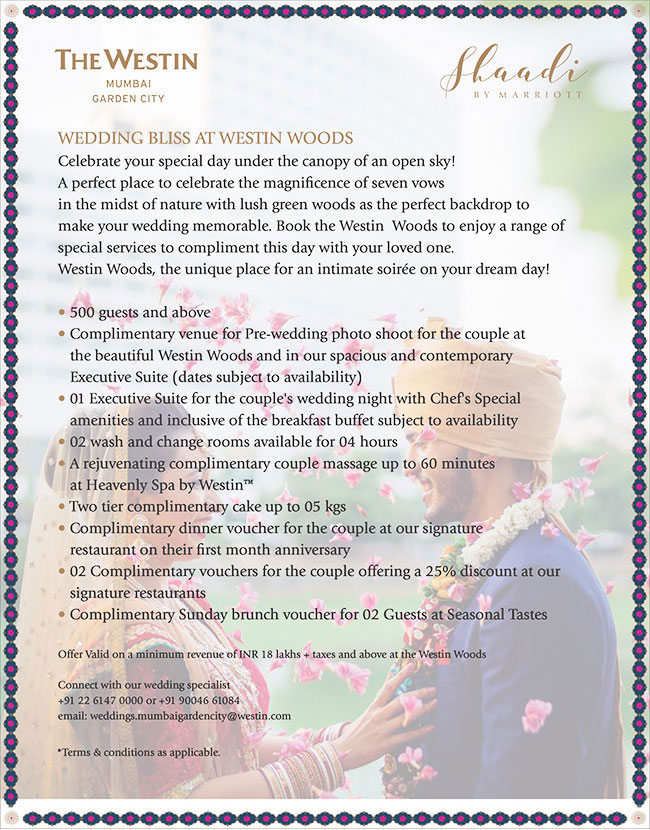 THE WESTIN
MUMBAI
GARDEN CITY
Shaadi
BY MARRIOTT
WEDDING BLISS AT WESTIN WOODS
Celebrate your special day under the canopy of an open sky!
A perfect place to celebrate the magnificence of seven vows
in the midst of nature with lush green woods as the perfect backdrop to
make your wedding memorable. Book the Westin Woods to enjoy a range of
special services to compliment this day with your loved one.
Westin Woods, the unique place for an intimate soirée on your dream day!
• 500 guests and above
• Complimentary venue for Pre-wedding photo shoot for the couple at
the beautiful Westin Woods and in our spacious and contemporary
Executive Suite (dates subject to availability)
• 01 Executive Suite for the couple's wedding night with Chef's Special
amenities and inclusive of the breakfast buffet subject to availability
• 02 wash and change rooms available for 04 hours
• A rejuvenating complimentary couple massage up to 60 minutes
at Heavenly Spa by Westin™
• Two tier complimentary cake up to 05 kgs
• Complimentary dinner voucher for the couple at our signature
restaurant on their first month anniversary
• 02 Complimentary vouchers for the couple offering a 25% discount at our
signature restaurants
• Complimentary Sunday brunch voucher for 02 Guests at Seasonal Tastes
Offer Valid on a minimum revenue of INR 18 lakhs + taxes and above at the Westin Woods
Connect with our wedding specialist
+91 22 6147 0000 or +91 90046 61084
email: weddings.mumbaigardencity@westin.com
*Terms & conditions as applicable.